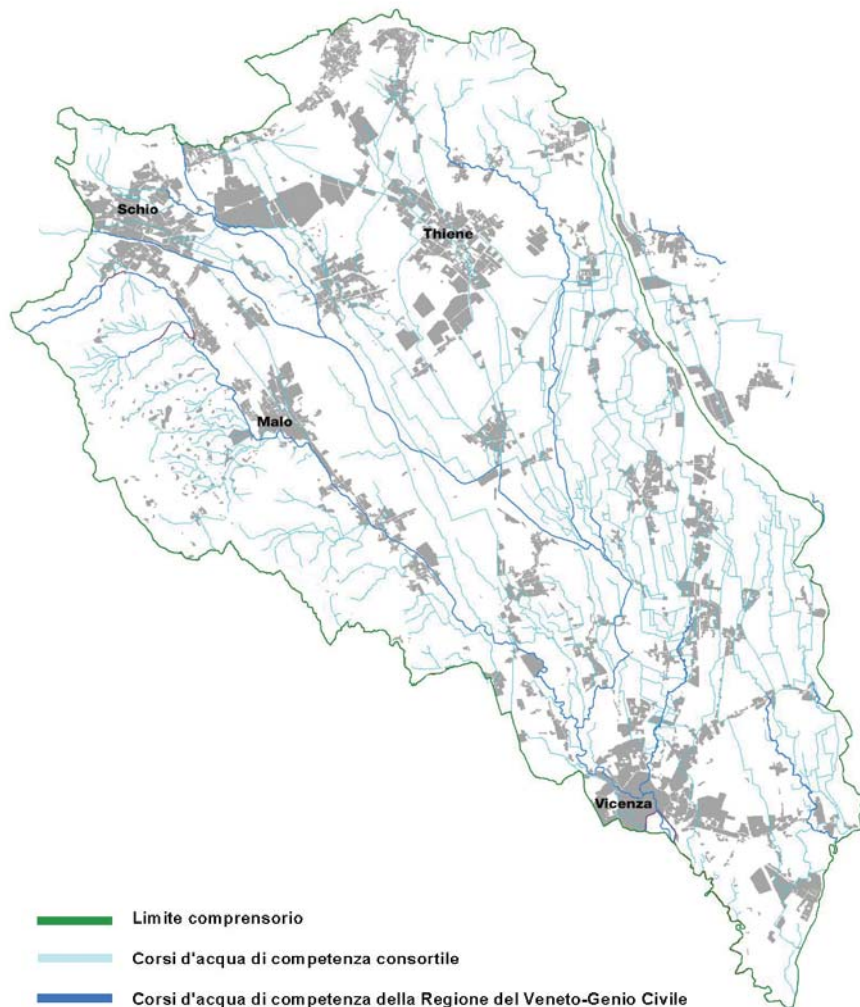 Schio
Thiene
Malo
Vicenza
Limite comprensorio
Corsi d'acqua di competenza consortile
Corsi d'acqua di competenza della Regione del Veneto-Genio Civile